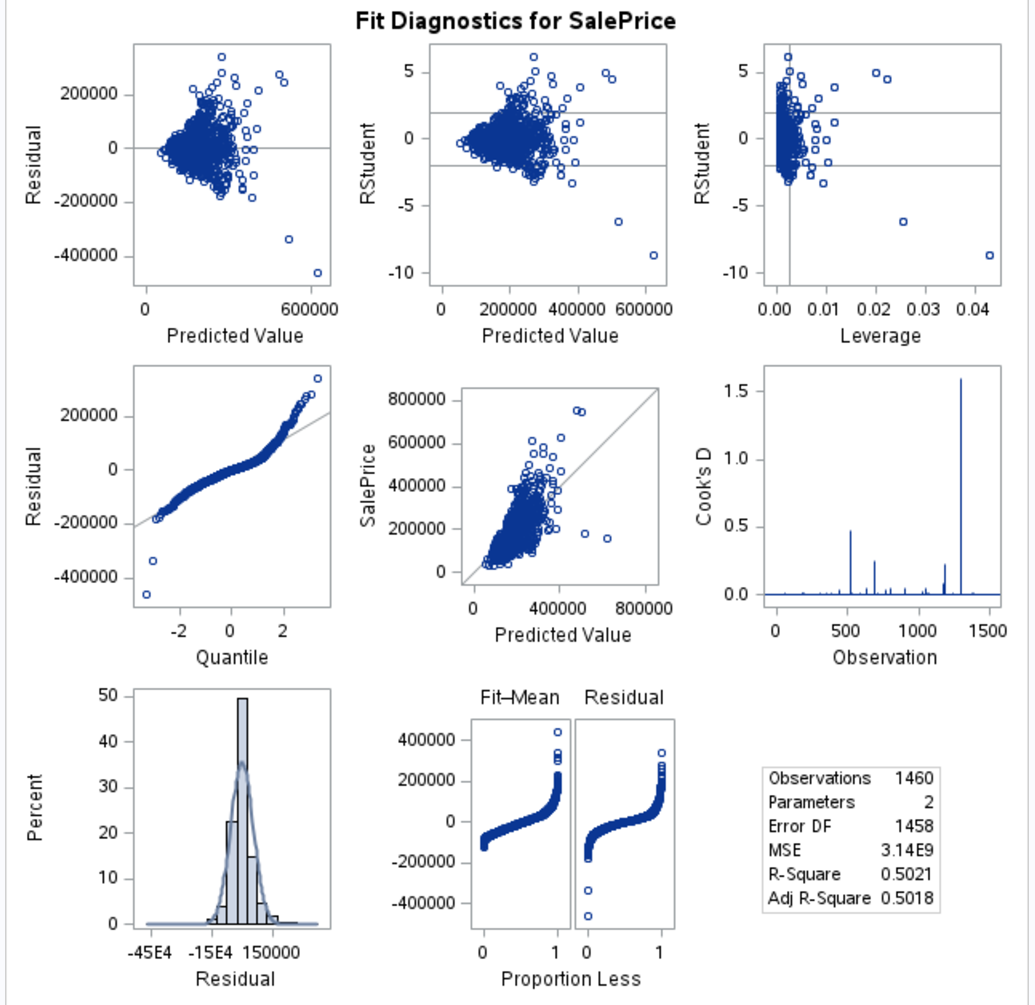 Fit Diagnostics for SalePrice
Residual
200000
0
-200000
-400000
0 600000
Predicted Value
RStudent
5
0
-5
-10
0 200000 400000 600000
Predicted Value
RStudent
5
0
-5
-10
0.00 0.01 0.02 0.03 0.04
Leverage
Residual
200000
0
-200000
-400000
-2 0 2
Quantile
SalePrice
800000
600000
400000
200000
0
0 400000 800000
Predicted Value
Cook's D
1.5
1.0
0.5
0.0
0 500 1000 1500
Observation
Percent
50
40
30
20
10
0
-45E4 -15E4 150000
Residual
Fit–Mean Residual
400000
200000
0
-200000
-400000
0 1 0 1
Proportion Less
Observations 1460
Parameters 2
Error DF 1458
MSE 3.14E9
R-Square 0.5021
Adj R-Square 0.5018